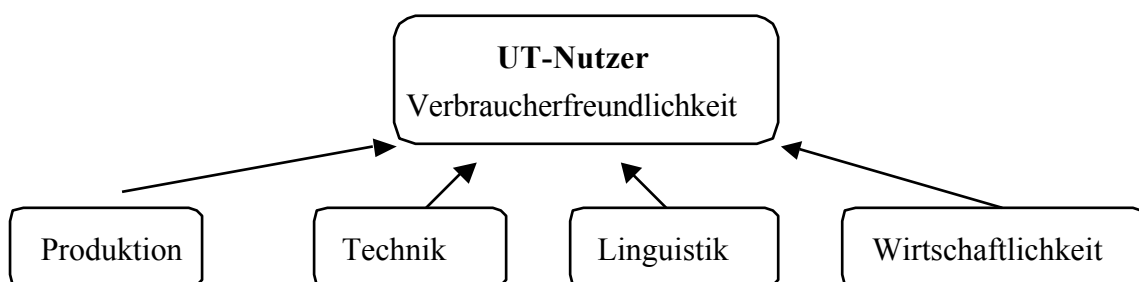 UT-Nutzer
Verbraucherfreundlichkeit
Produktion
Technik
Linguistik
Wirtschaftlichkeit